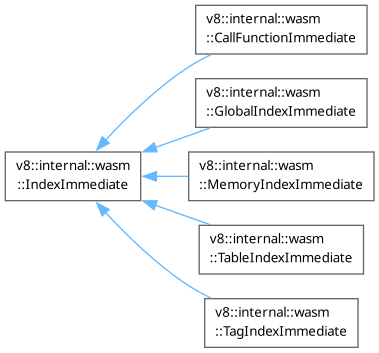 v8::internal::wasm
::CallFunctionImmediate
v8::internal::wasm
::GlobalIndexImmediate
v8::internal::wasm
::IndexImmediate
v8::internal::wasm
::MemoryIndexImmediate
v8::internal::wasm
::TableIndexImmediate
v8::internal::wasm
::TagIndexImmediate